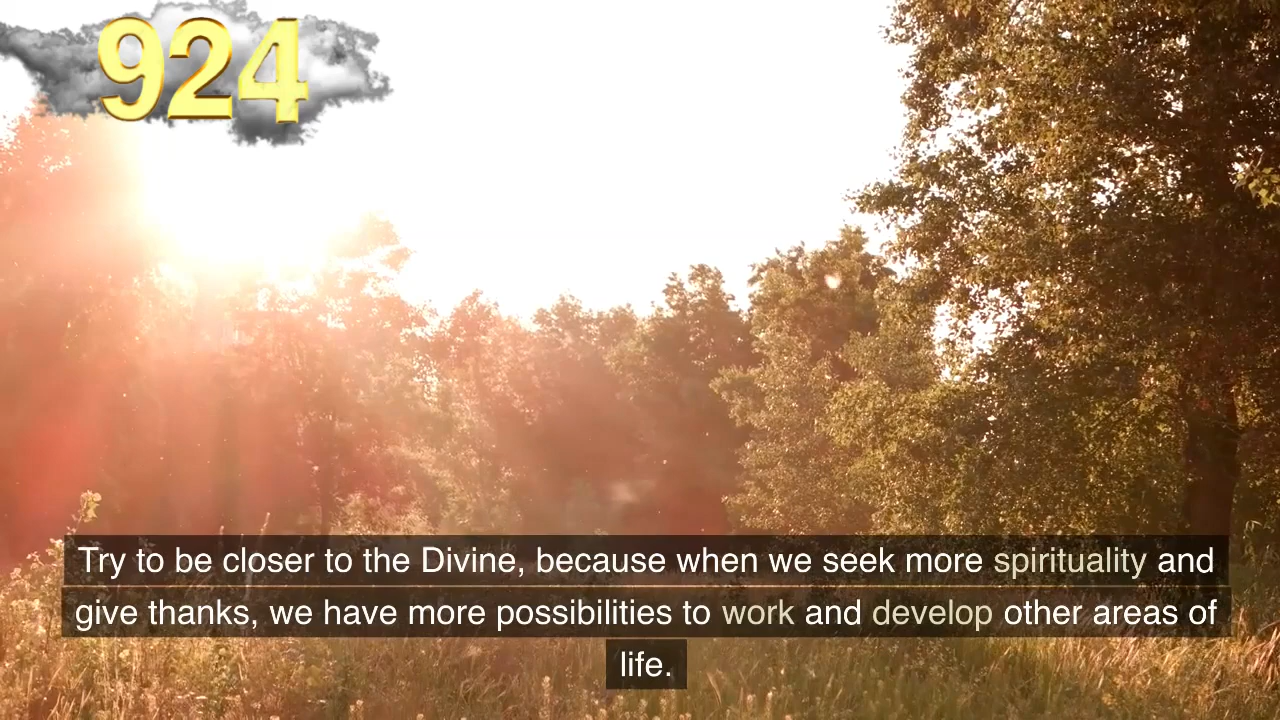 924
Try to be closer to the Divine, because when we seek more spirituality and
give thanks, we have more possibilities to work and develop other areas of
life.